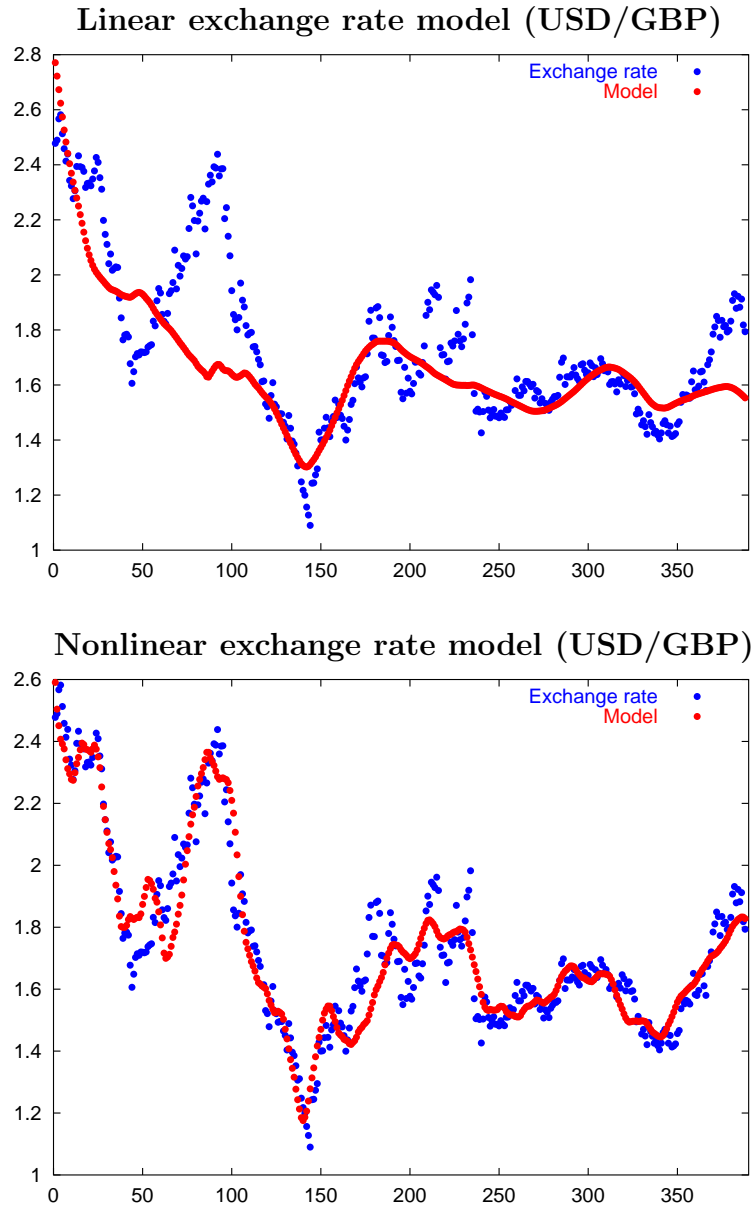 Linear exchange rate model (USD/GBP)
2.8
Exchange rate
Model
2.6
2.4
2.2
2
1.8
1.6
1.4
1.2
1
0 50 100 150 200 250 300 350
Nonlinear exchange rate model (USD/GBP)
2.6
Exchange rate
Model
2.4
2.2
2
1.8
1.6
1.4
1.2
1
0 50 100 150 200 250 300 350